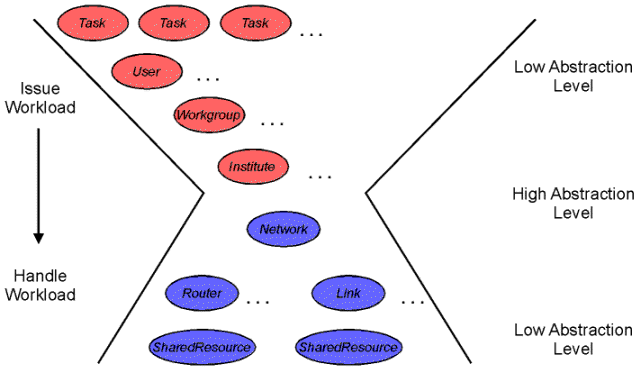 Task Task Task ...
User ...
Low Abstraction
Level
Issue
Workload
Workgroup ...
Institute ...
High Abstraction
Level
Network
Handle
Workload
Router ... Link ...
Low Abstraction
Level
SharedResource SharedResource